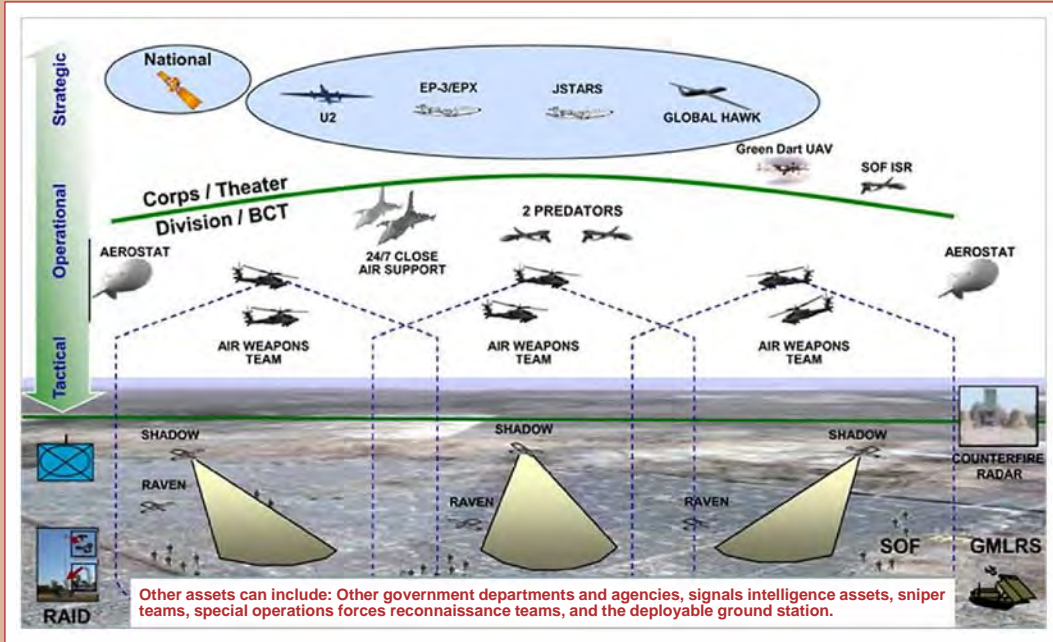 Strategic
Operational
Tactical
National
U2
EP-3/EPX
JSTARS
GLOBAL HAWK
Green Dart UAV
SOF ISR
Corps / Theater
Division / BCT
24/7 CLOSE
AIR SUPPORT
2 PREDATORS
AEROSTAT
AEROSTAT
AIR WEAPONS
TEAM
AIR WEAPONS
TEAM
AIR WEAPONS
TEAM
SHADOW
SHADOW
SHADOW
COUNTERFIRE
RADAR
RAVEN
RAVEN
RAVEN
SOF
GMLRS
RAID
Other assets can include: Other government departments and agencies, signals intelligence assets, sniper
teams, special operations forces reconnaissance teams, and the deployable ground station.